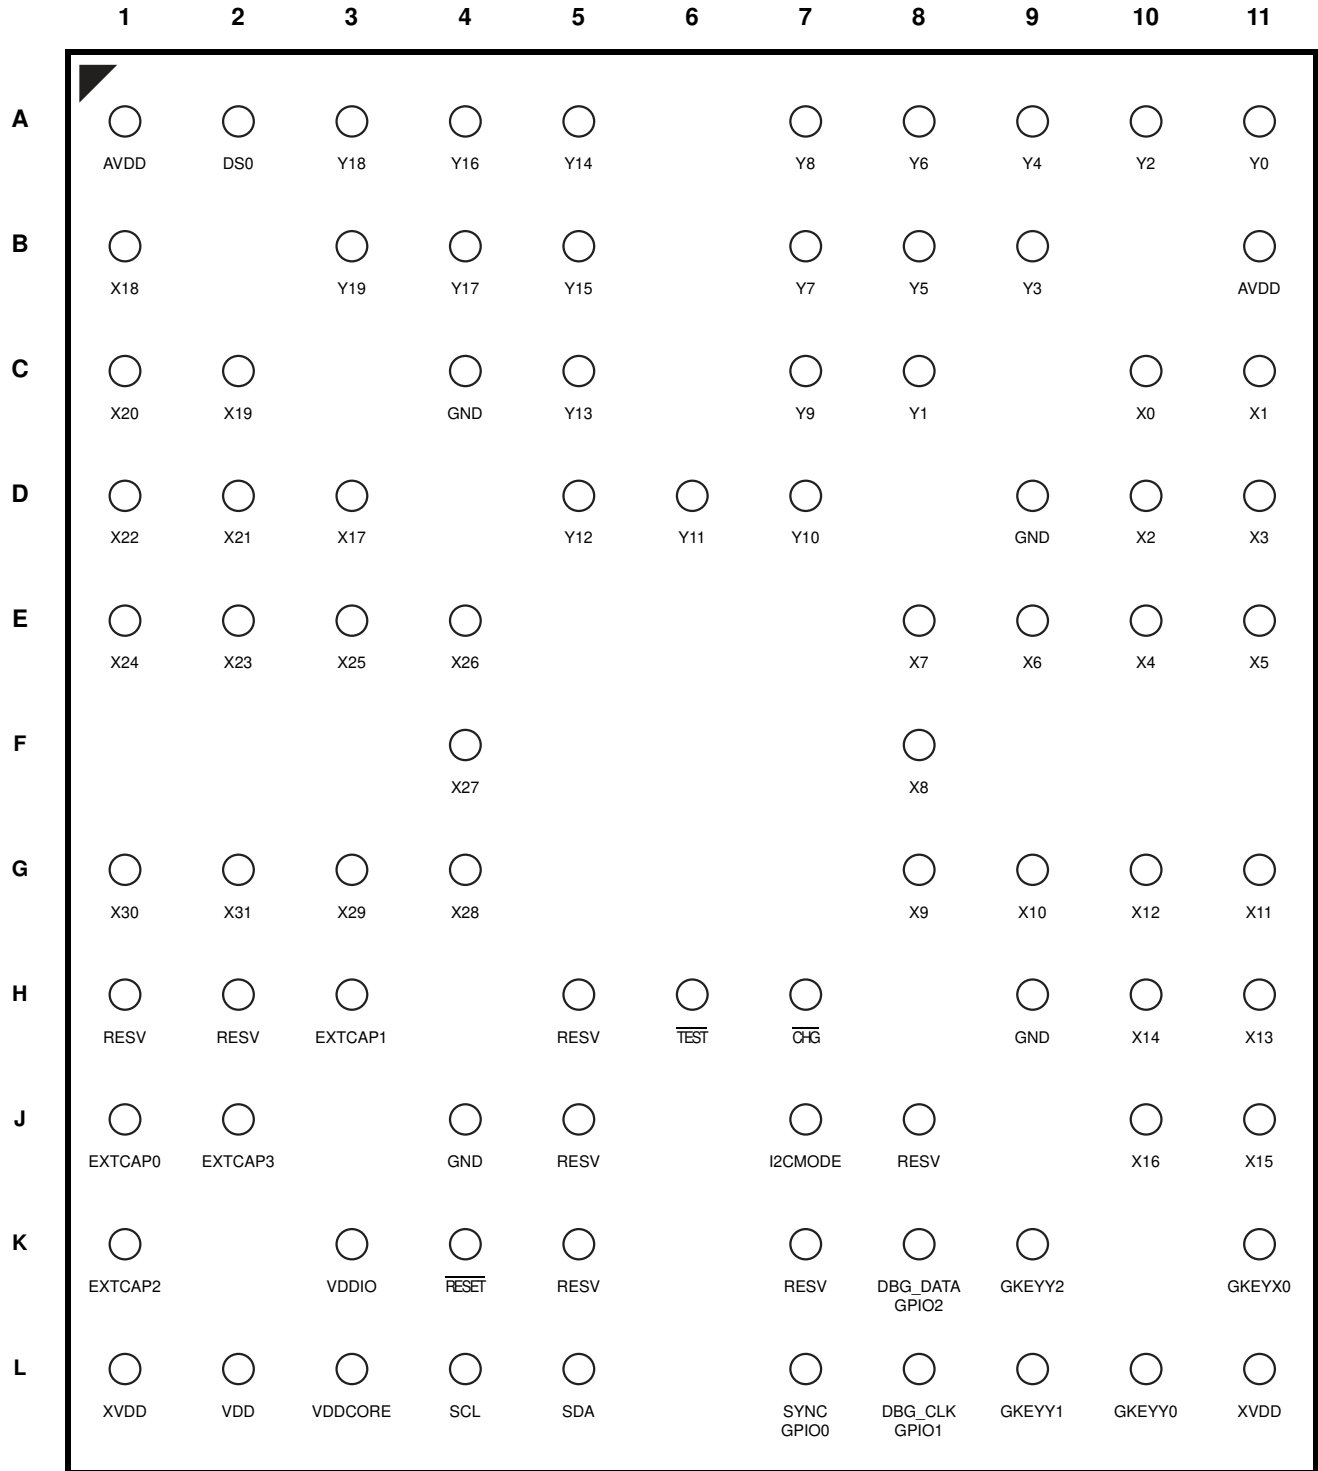 1 2 3 4 5 6 7 8 9 10 11
A
AVDD DS0 Y18 Y16 Y14 Y8 Y6 Y4 Y2 Y0
B
X18 Y19 Y17 Y15 Y7 Y5 Y3 AVDD
C
X20 X19 GND Y13 Y9 Y1 X0 X1
D
X22 X21 X17 Y12 Y11 Y10 GND X2 X3
E
X24 X23 X25 X26 X7 X6 X4 X5
F
X27 X8
G
X30 X31 X29 X28 X9 X10 X12 X11
H
RESV RESV EXTCAP1 RESV TEST CHG GND X14 X13
J
EXTCAP0 EXTCAP3 GND RESV I2CMODE RESV X16 X15
K
EXTCAP2 VDDIO RESET RESV RESV DBG_DATA GKEYY2 GKEYX0
GPIO2
L
XVDD VDD VDDCORE SCL SDA SYNC DBG_CLK GKEYY1 GKEYY0 XVDD
GPIO0 GPIO1